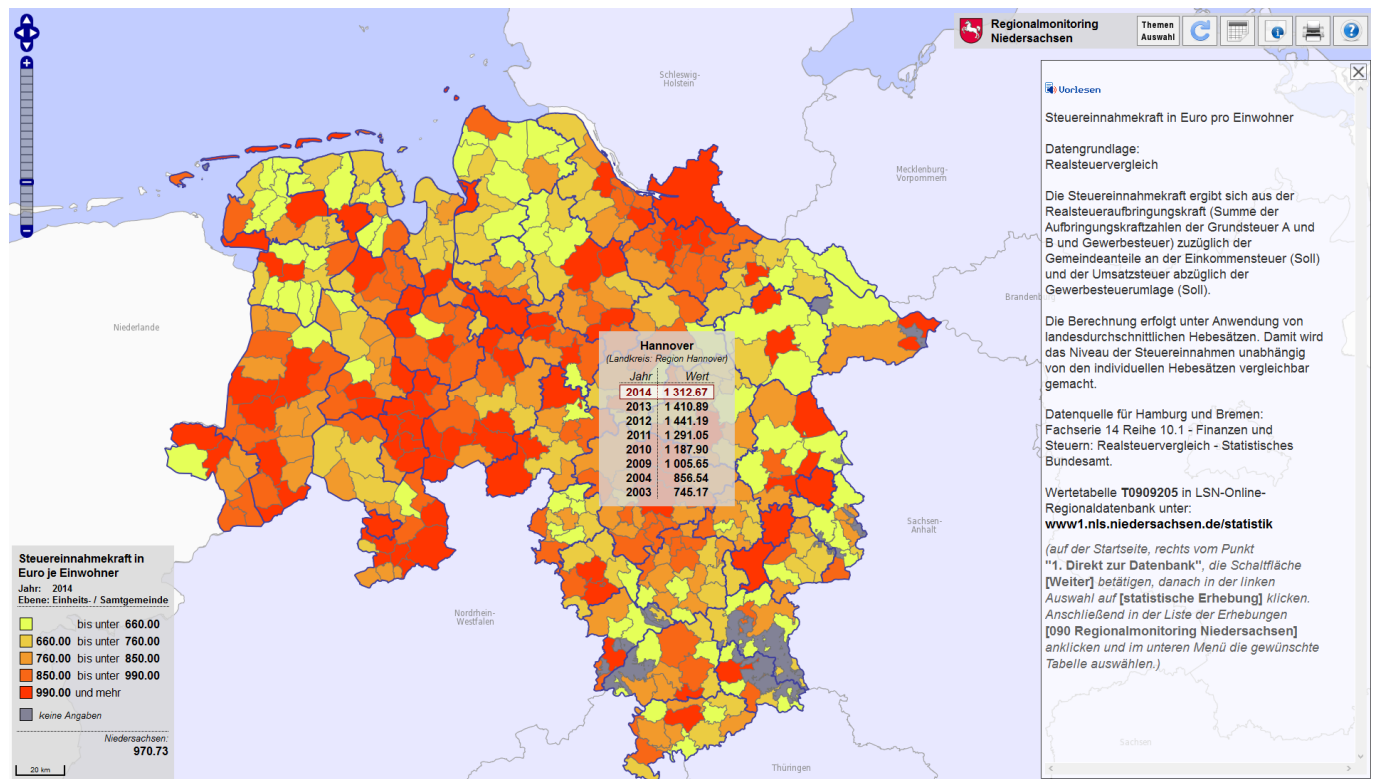 Regionalmonitoring
Niedersachsen
Themen
Auswahl
Schleswig-
Holstein
Mecklenburg-
Vorpommern
Brandenburg
Niederlande
Sachsen-
Anhalt
Nordrhein-
Westfalen
Thüringen
Sachsen
Hannover
(Landkreis: Region Hannover)
Jahr Wert
2014 1 312.67
2013 1 410.89
2012 1 441.19
2011 1 291.05
2010 1 187.90
2009 1 005.65
2004 856.54
2003 745.17
Steuereinnahmekraft in
Euro je Einwohner
Jahr: 2014
Ebene: Einheits- / Samtgemeinde
bis unter 660.00
660.00 bis unter 760.00
760.00 bis unter 850.00
850.00 bis unter 990.00
990.00 und mehr
keine Angaben
Niedersachsen:
970.73
20 km
Vorlesen
Steuereinnahmekraft in Euro pro Einwohner
Datengrundlage:
Realsteuervergleich
Die Steuereinnahmekraft ergibt sich aus der
Realsteueraufbringungskraft (Summe der
Aufbringungskraftzahlen der Grundsteuer A und
B und Gewerbesteuer) zuzüglich der
Gemeindeanteile an der Einkommensteuer (Soll)
und der Umsatzsteuer abzüglich der
Gewerbesteuerumlage (Soll).
Die Berechnung erfolgt unter Anwendung von
landesdurchschnittlichen Hebesätzen. Damit wird
das Niveau der Steuereinnahmen unabhängig
von den individuellen Hebesätzen vergleichbar
gemacht.
Datenquelle für Hamburg und Bremen:
Fachserie 14 Reihe 10.1 - Finanzen und
Steuern: Realsteuervergleich - Statistisches
Bundesamt.
Wertetabelle T0909205 in LSN-Online-
Regionaldatenbank unter:
www1.nls.niedersachsen.de/statistik
(auf der Startseite, rechts vom Punkt
"1. Direkt zur Datenbank", die Schaltfläche
[Weiter] betätigen, danach in der linken
Auswahl auf [statistische Erhebung] klicken.
Anschließend in der Liste der Erhebungen
[090 Regionalmonitoring Niedersachsen]
anklicken und im unteren Menü die gewünschte
Tabelle auswählen.)